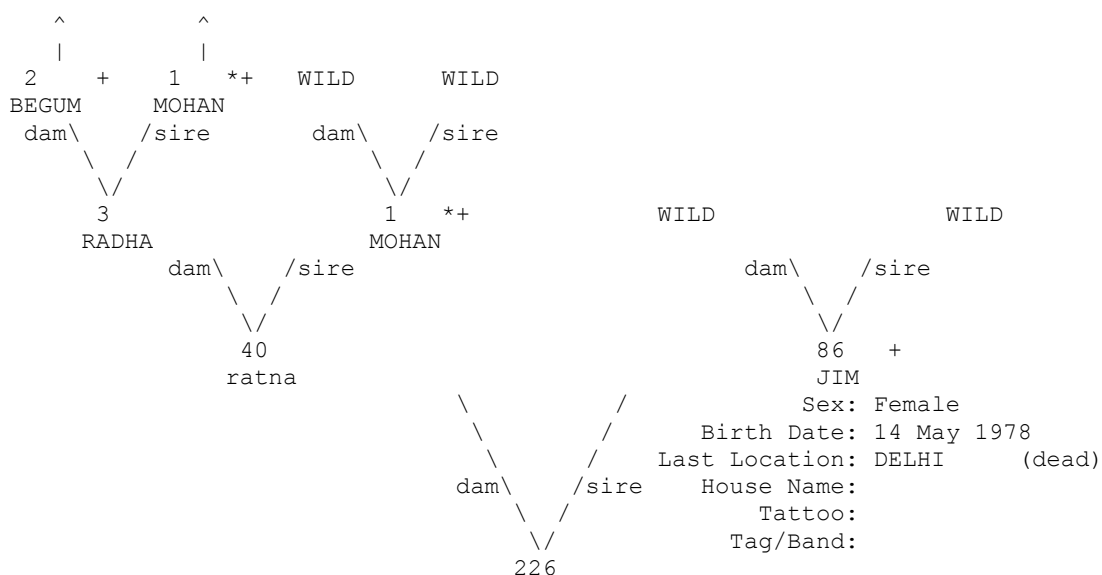 ^ ^
| |
2 + 1 *+ WILD WILD
BEGUM MOHAN
dam\ /sire dam\ /sire
\ / \ /
\/ \/
3 1 *+ WILD WILD
RADHA MOHAN
dam\ /sire dam\ /sire
\ / \ /
\/ \/
40 86 +
ratna JIM
\ / Sex: Female
\ / Birth Date: 14 May 1978
\ / Last Location: DELHI (dead)
dam\ /sire House Name:
\ / Tattoo:
\/ Tag/Band:
226